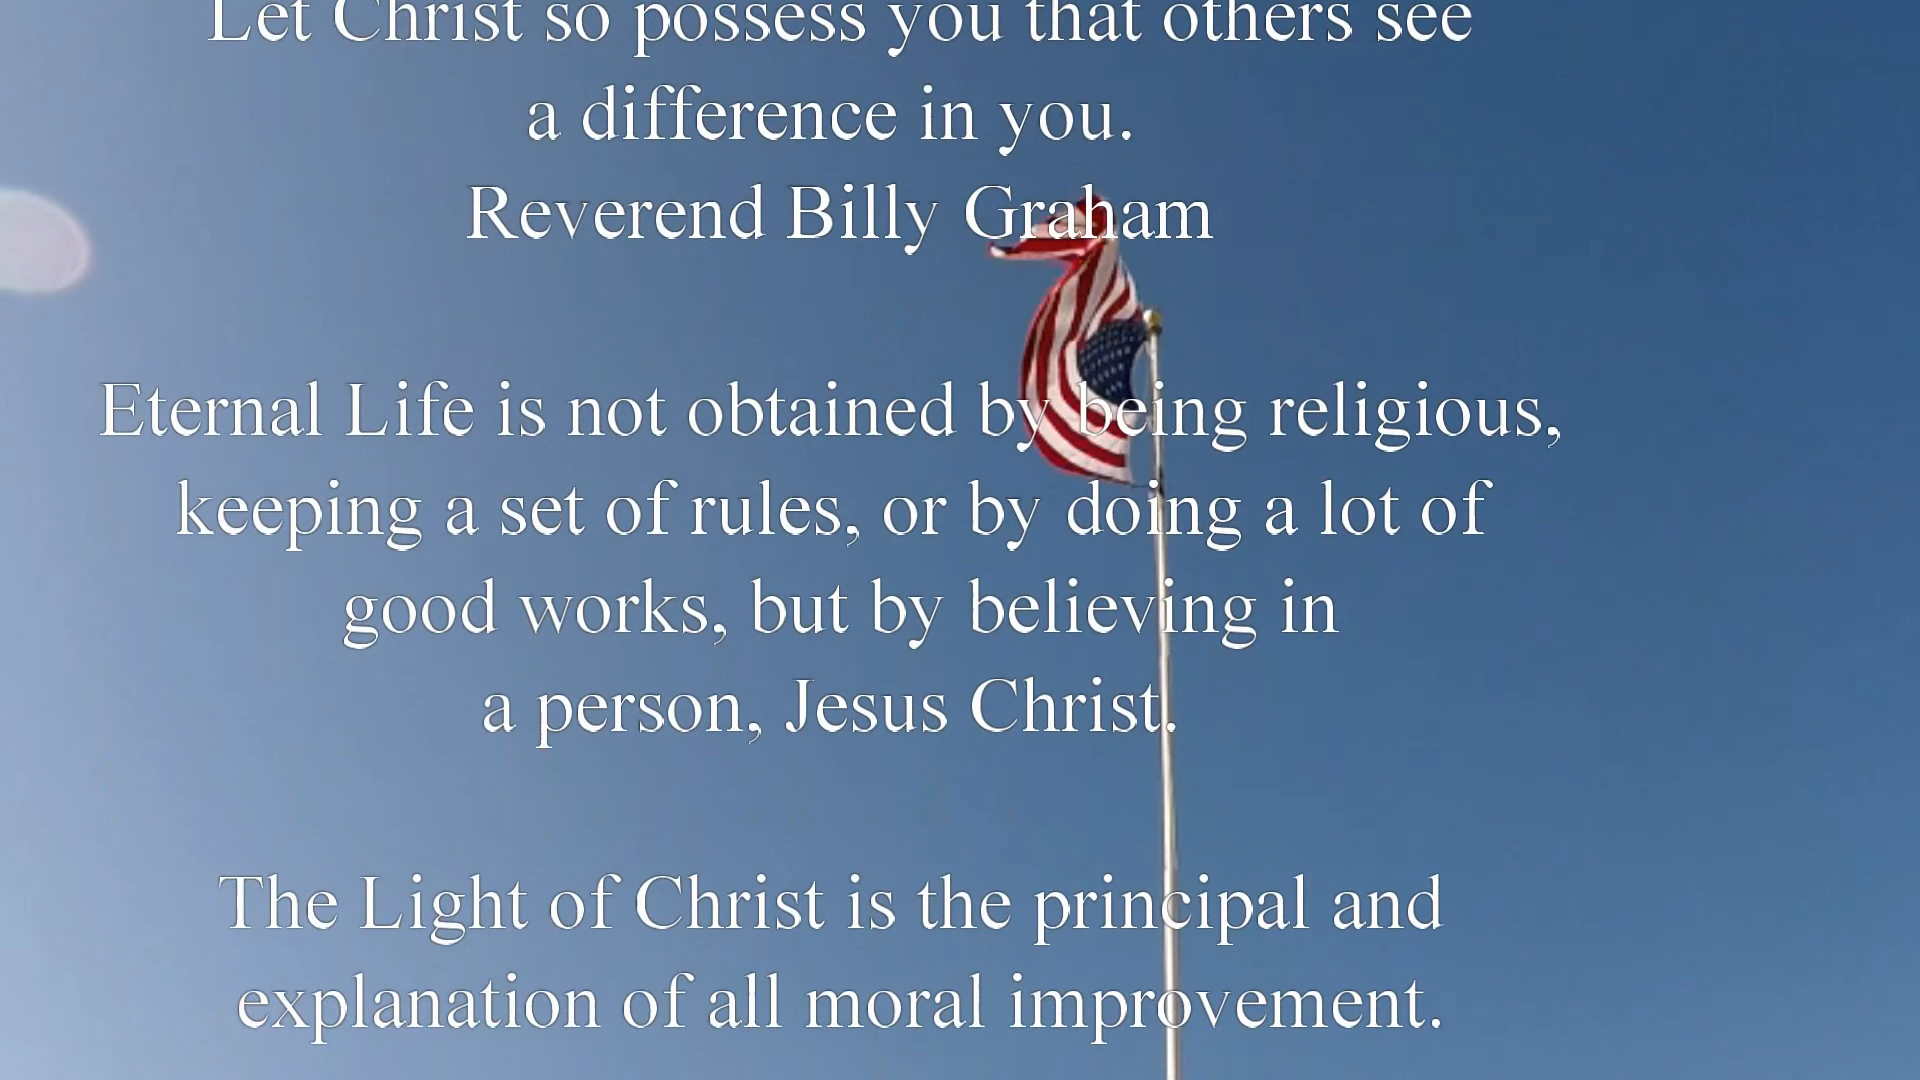 Let Christ so possess you that others see
a difference in you.
Reverend Billy Graham
Eternal Life is not obtained by being religious,
keeping a set of rules, or by doing a lot of
good works, but by believing in
a person, Jesus Christ.
The Light of Christ is the principal and
explanation of all moral improvement.